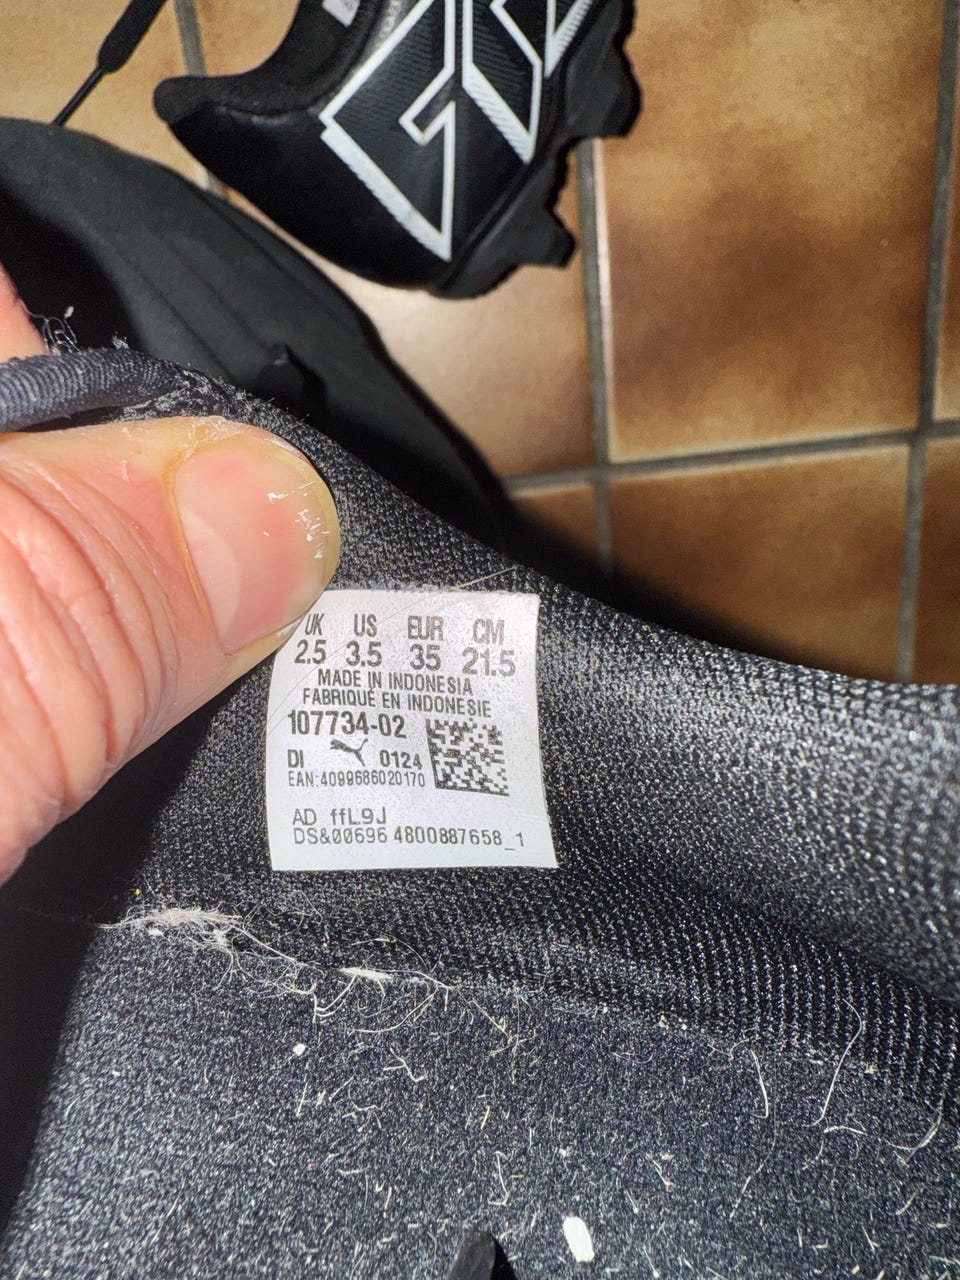 UK US EUR CM
2.5 3.5 35 21.5
MADE IN INDONESIA
FABRIQUÉ EN INDONESIE
107734-02
DI 0124
EAN:4099686020170
AD ffL9J
DS&00696 4800887658_1